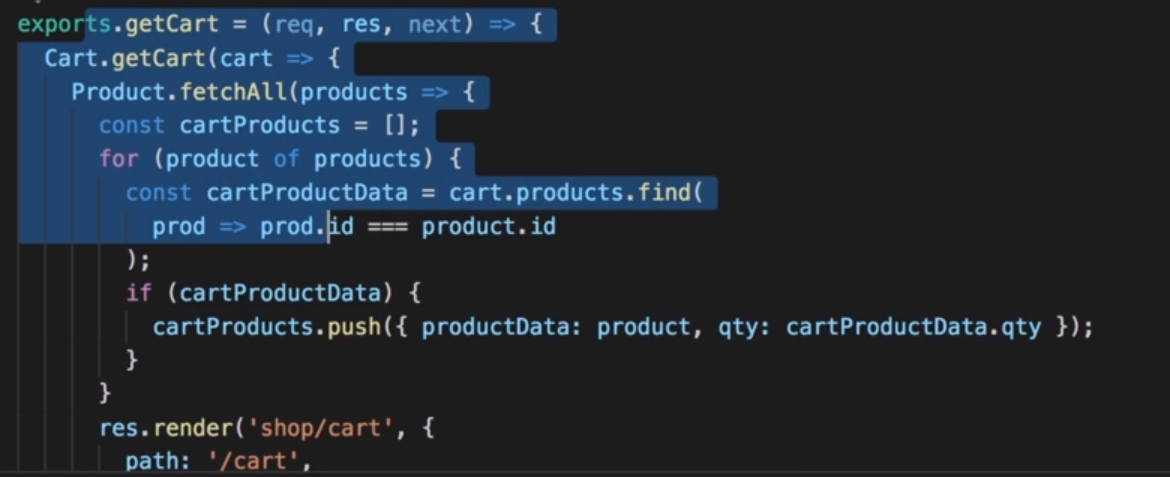 exports.getCart = (req, res, next) => {
  Cart.getCart(cart => {
    Product.fetchAll(products => {
      const cartProducts = [];
      for (product of products) {
        const cartProductData = cart.products.find(
          prod => prod.id === product.id
        );
        if (cartProductData) {
          cartProducts.push({ productData: product, qty: cartProductData.qty });
        }
      }
      res.render('shop/cart', {
        path: '/cart',